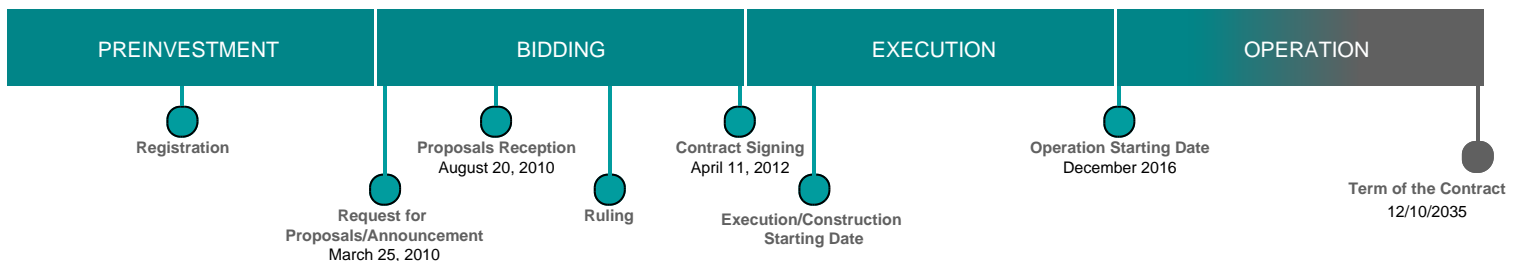 PREINVESTMENT
BIDDING
EXECUTION
OPERATION
Registration
Request for
Proposals/Announcement
March 25, 2010
Proposals Reception
August 20, 2010
Ruling
Contract Signing
April 11, 2012
Execution/Construction
Starting Date
Operation Starting Date
December 2016
Term of the Contract
12/10/2035